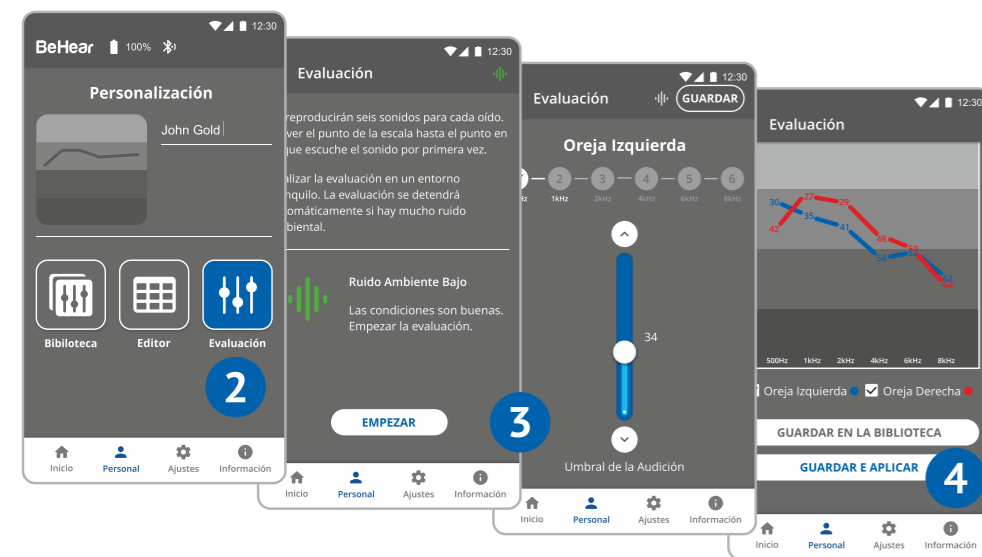 12:30
BeHear 100%
Personalización
John Gold
Bibiloteca Editor Evaluación
2
Inicio Personal Ajustes Información
12:30
Evaluación
reproducirán seis sonidos para cada oído.
ver el punto de la escala hasta el punto en
que escuche el sonido por primera vez.
alizar la evaluación en un entorno
nquilo. La evaluación se detendrá
omáticamente si hay mucho ruido
biental.
Ruido Ambiente Bajo
Las condiciones son buenas.
Empezar la evaluación.
EMPEZAR
3
Inicio Personal Ajustes Información
12:30
Evaluación GUARDAR
Oreja Izquierda
2 3 4 5 6
Hz 1kHz 2kHz 4kHz 6kHz 8kHz
34
Umbral de la Audición
Inicio Personal Ajustes Información
12:30
Evaluación
30 27 29
42 35 41
48 50
54 52
62
500Hz 1kHz 2kHz 4kHz 6kHz 8kHz
Oreja Izquierda Oreja Derecha
GUARDAR EN LA BIBLIOTECA
GUARDAR E APLICAR
4
Inicio Personal Ajustes Información